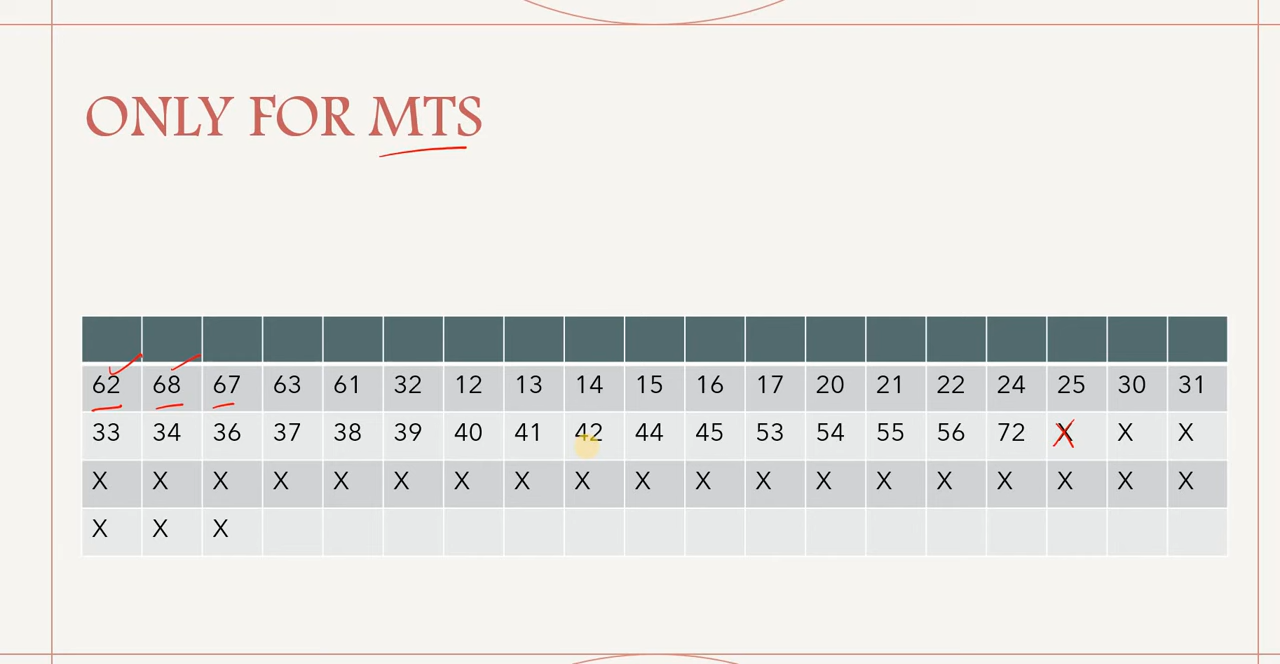 ONLY FOR MTS
62 68 67 63 61 32 12 13 14 15 16 17 20 21 22 24 25 30 31
33 34 36 37 38 39 40 41 42 44 45 53 54 55 56 72 X X X
X X X X X X X X X X X X X X X X X X X
X X X